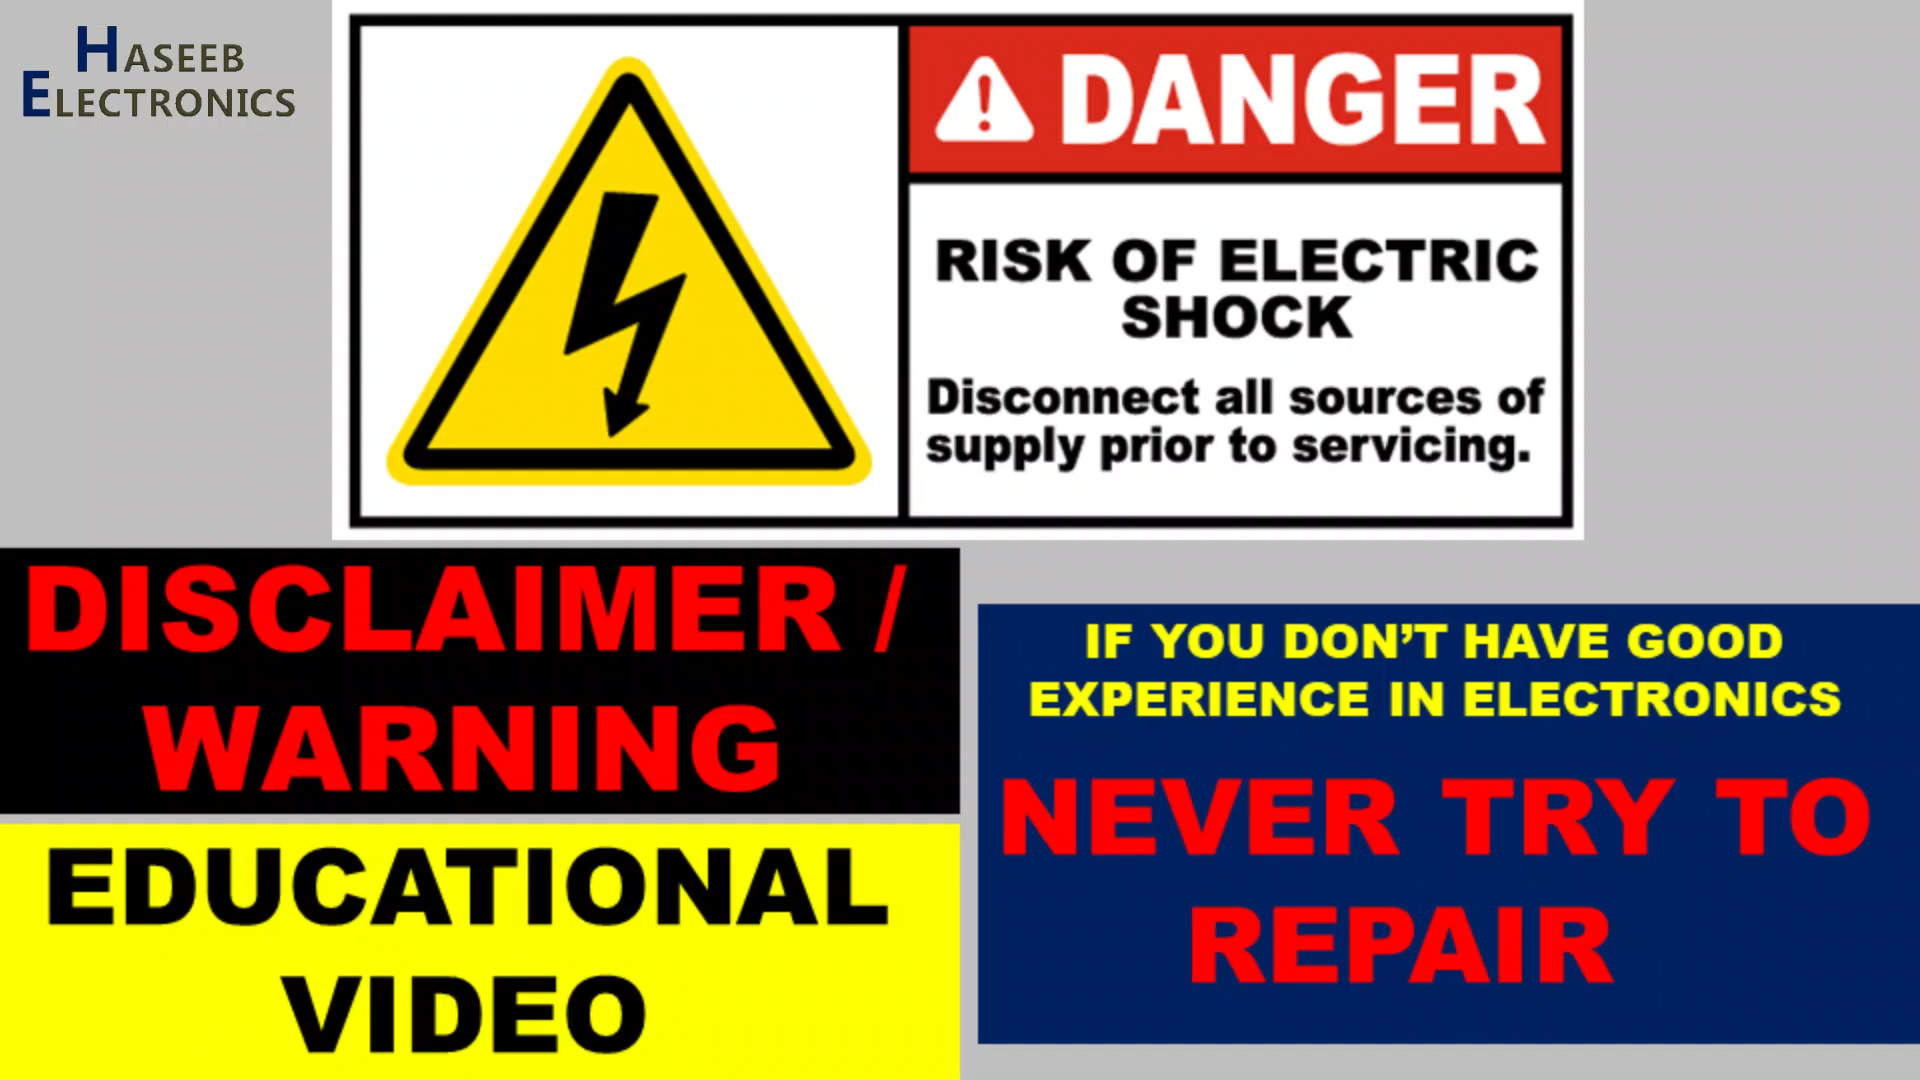 HASEEB
ELECTRONICS
DANGER
RISK OF ELECTRIC
SHOCK
Disconnect all sources of
supply prior to servicing.
DISCLAIMER /
WARNING
EDUCATIONAL
VIDEO
IF YOU DON’T HAVE GOOD
EXPERIENCE IN ELECTRONICS
NEVER TRY TO
REPAIR